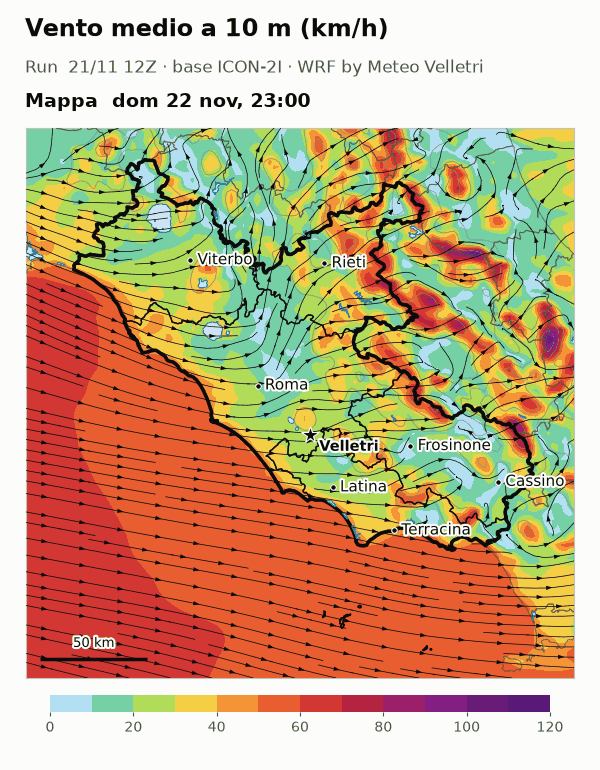 Vento medio a 10 m (km/h)
Run  21/11 12Z · base ICON-2I · WRF by Meteo Velletri
Mappa  dom 22 nov, 23:00
Viterbo
Rieti
Roma
Velletri
Frosinone
Latina
Cassino
Terracina
50 km
0 20 40 60 80 100 120